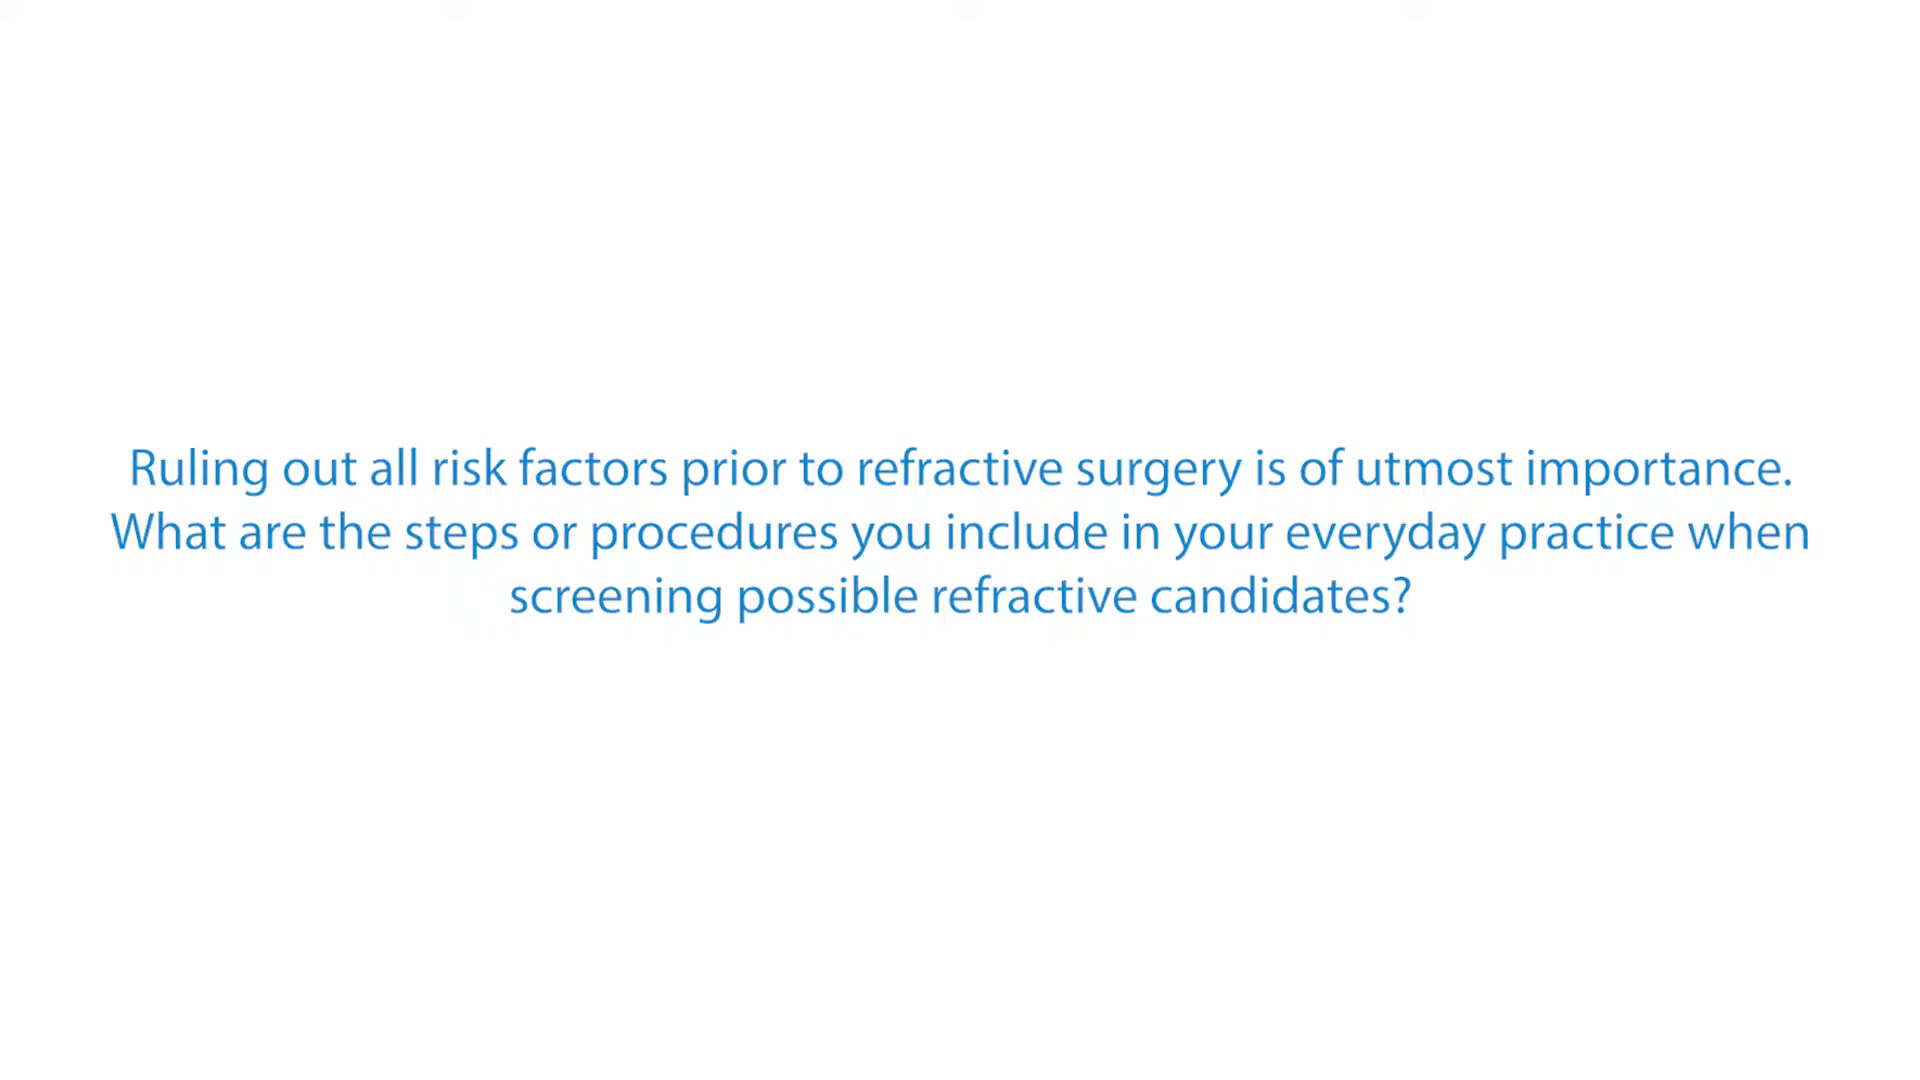 Ruling out all risk factors prior to refractive surgery is of utmost importance.
What are the steps or procedures you include in your everyday practice when
screening possible refractive candidates?